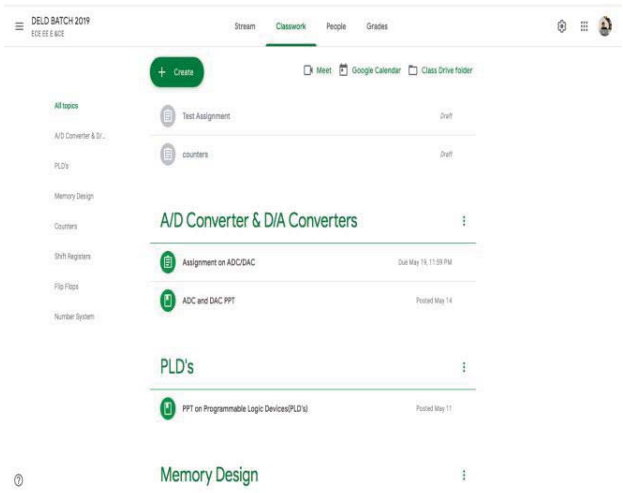 DELD BATCH 2019
ECE EE E &CE
Stream Classwork People Grades
+ Create
Meet Google Calendar Class Drive folder
All topics
A/D Converter & D/...
PLD's
Memory Design
Counters
Shift Registers
Flip Flops
Number System
Test Assignment Draft
counters Draft
A/D Converter & D/A Converters
Assignment on ADC/DAC Due May 19, 11:59 PM
ADC and DAC PPT Posted May 14
PLD's
PPT on Programmable Logic Devices(PLD's) Posted May 11
Memory Design